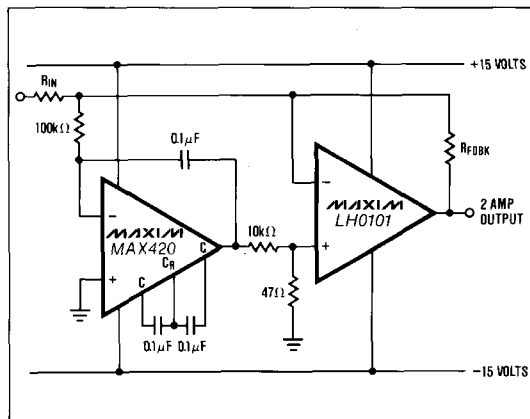 +15 VOLTS
RIN
100kΩ
0.1µF
RFDBK
MAXIM
MAX420
MAXIM
LH0101
2 AMP
OUTPUT
10kΩ
47Ω
C
CR
C
0.1µF
0.1µF
−
+
−
+
−15 VOLTS